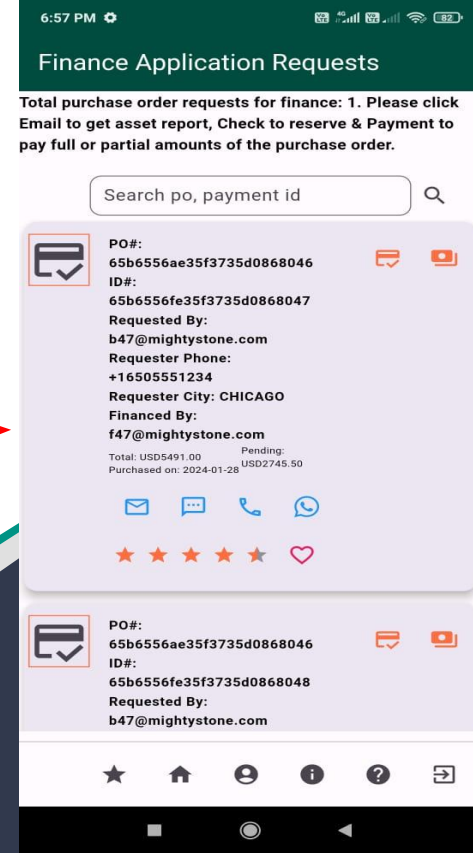 6:57 PM
4G
82
Finance Application Requests
Total purchase order requests for finance: 1. Please click
Email to get asset report, Check to reserve & Payment to
pay full or partial amounts of the purchase order.
Search po, payment id
PO#:
65b6556ae35f3735d0868046
ID#:
65b6556fe35f3735d0868047
Requested By:
b47@mightystone.com
Requester Phone:
+16505551234
Requester City: CHICAGO
Financed By:
f47@mightystone.com
Total: USD5491.00
Purchased on: 2024-01-28
Pending:
USD2745.50
PO#:
65b6556ae35f3735d0868046
ID#:
65b6556fe35f3735d0868048
Requested By:
b47@mightystone.com